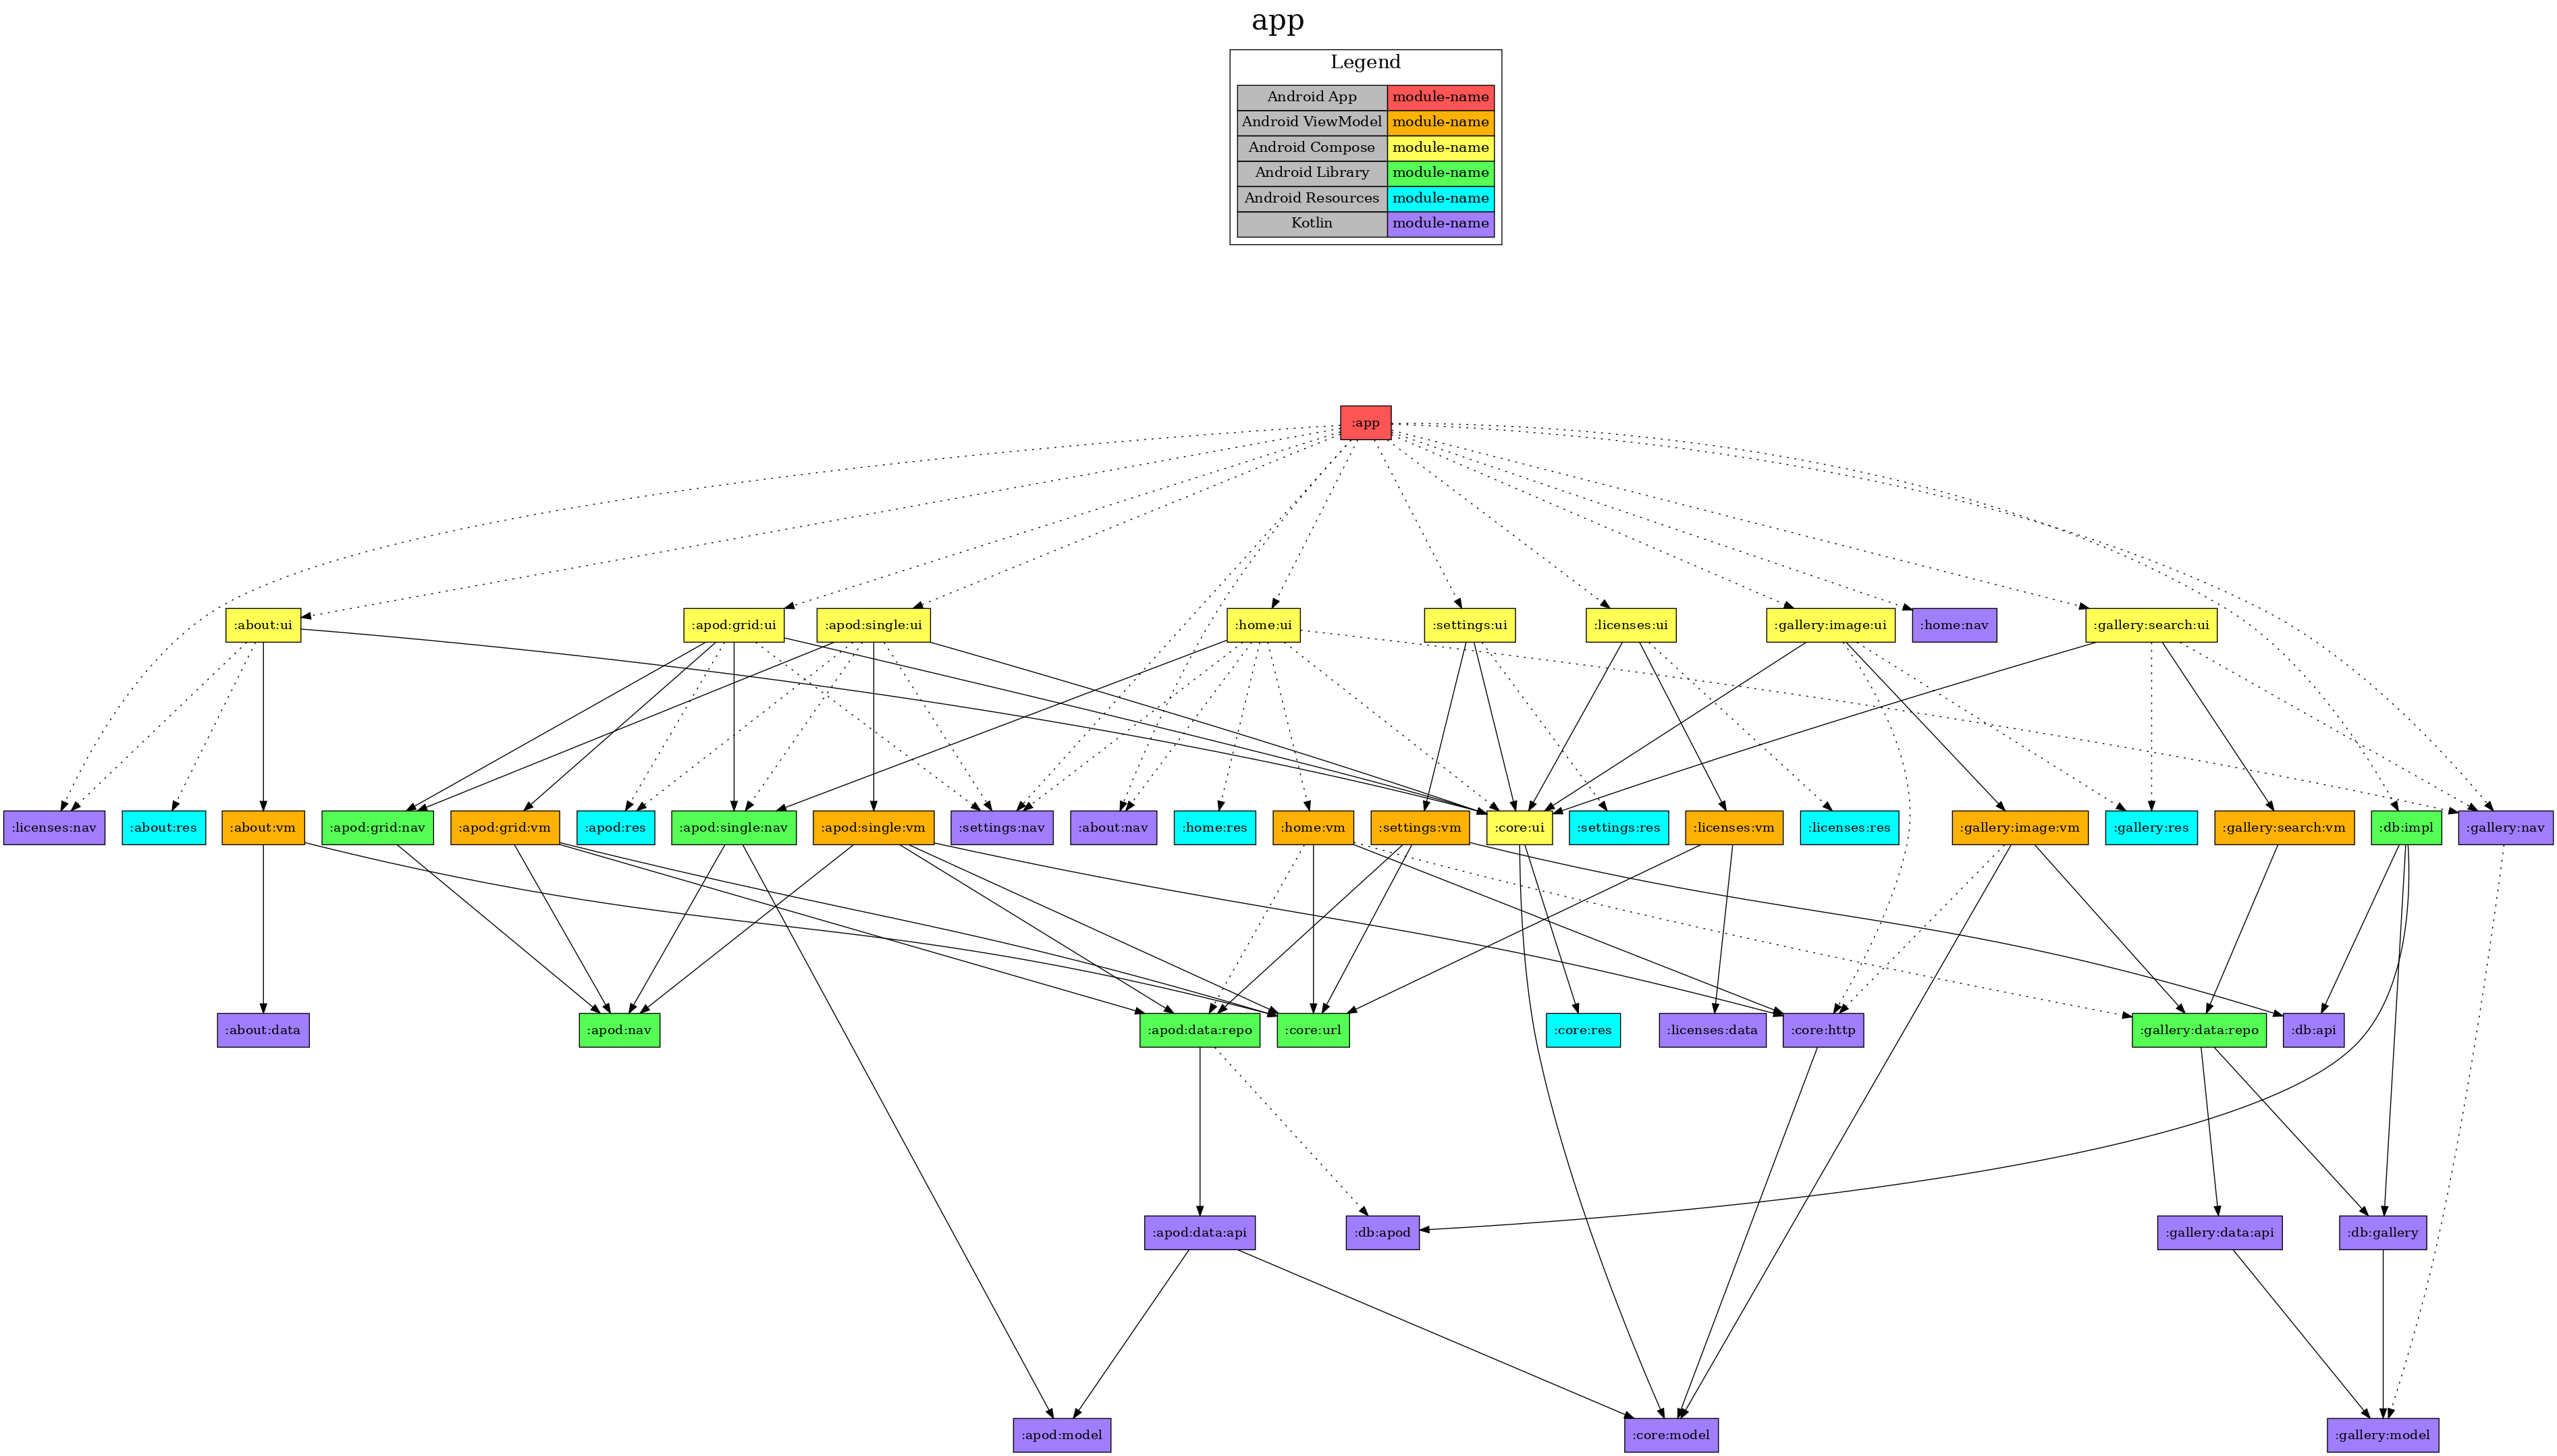 app
Legend
Android App module-name
Android ViewModel module-name
Android Compose module-name
Android Library module-name
Android Resources module-name
Kotlin module-name
:app
:about:ui :apod:grid:ui :apod:single:ui :home:ui :settings:ui :licenses:ui :gallery:image:ui :home:nav :gallery:search:ui
:licenses:nav :about:res :about:vm :apod:grid:nav :apod:grid:vm :apod:res :apod:single:nav :apod:single:vm :settings:nav :about:nav :home:res :home:vm :settings:vm :core:ui :settings:res :licenses:vm :licenses:res :gallery:image:vm :gallery:res :gallery:search:vm :db:impl :gallery:nav
:about:data :apod:nav :apod:data:repo :core:url :core:res :licenses:data :core:http :gallery:data:repo :db:api
:apod:data:api :db:apod :gallery:data:api :db:gallery
:apod:model :core:model :gallery:model